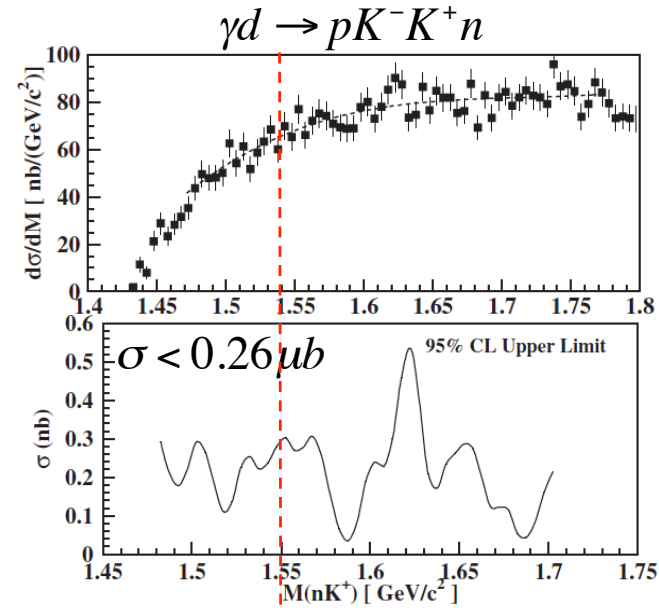 γd → pK⁻K⁺n
dσ/dM [ nb/(GeV/c²) ]
100
80
60
40
20
0
1.4 1.45 1.5 1.55 1.6 1.65 1.7 1.75 1.8
σ < 0.26μb
95% CL Upper Limit
σ (nb)
0.6
0.5
0.4
0.3
0.2
0.1
0
1.45 1.5 1.55 1.6 1.65 1.7 1.75
M(nK⁺) [ GeV/c² ]